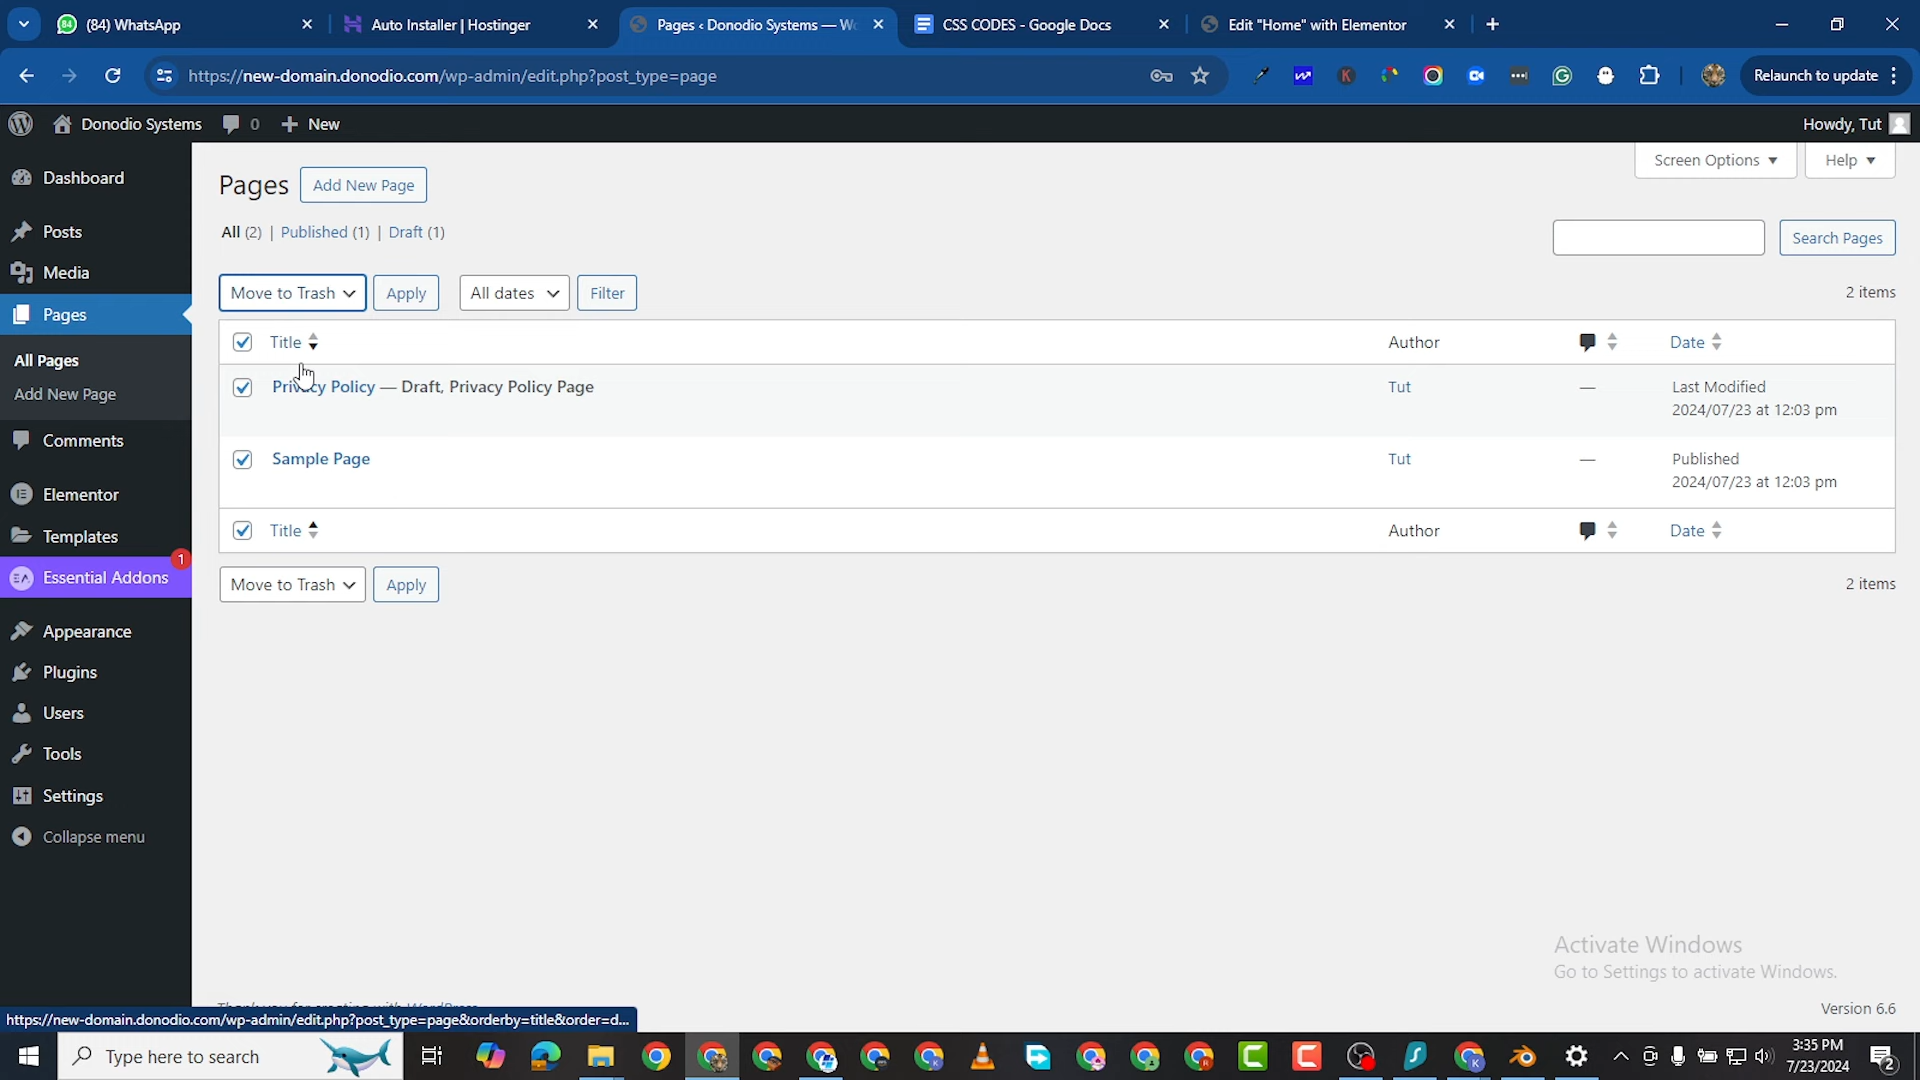 (84) WhatsApp
Auto Installer | Hostinger
Pages ‹ Donodio Systems — Wo
CSS CODES - Google Docs
Edit "Home" with Elementor
https://new-domain.donodio.com/wp-admin/edit.php?post_type=page
Relaunch to update
Donodio Systems
0
New
Howdy, Tut
Dashboard
Posts
Media
Pages
All Pages
Add New Page
Comments
Elementor
Templates
Essential Addons
1
Appearance
Plugins
Users
Tools
Settings
Collapse menu
Screen Options
Help
Pages
Add New Page
All (2) | Published (1) | Draft (1)
Search Pages
Move to Trash
Apply
All dates
Filter
2 items
Title
Author
Date
Privacy Policy — Draft, Privacy Policy Page
Tut
—
Last Modified
2024/07/23 at 12:03 pm
Sample Page
Tut
—
Published
2024/07/23 at 12:03 pm
Title
Author
Date
Move to Trash
Apply
2 items
Activate Windows
Go to Settings to activate Windows.
Thank you for creating with WordPress
Version 6.6
https://new-domain.donodio.com/wp-admin/edit.php?post_type=page&orderby=title&order=d...
Type here to search
3:35 PM
7/23/2024
2